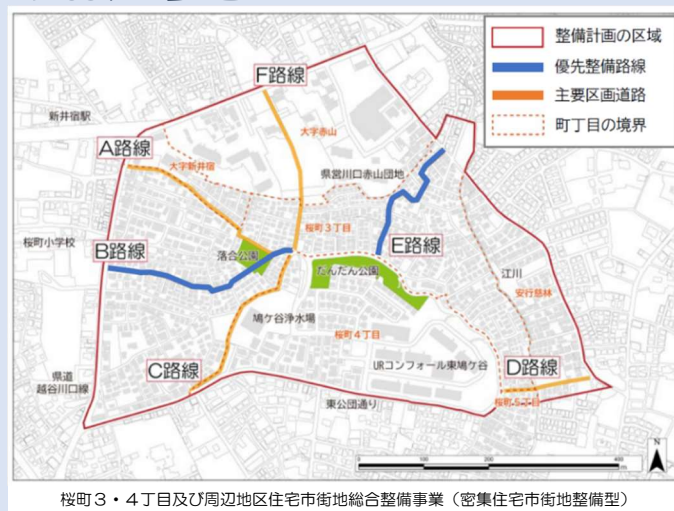 整備計画の区域
優先整備路線
主要区画道路
町丁目の境界
F路線
新井宿駅
大字赤山
A路線
大字新井宿
県営川口赤山団地
桜町3丁目
桜町小学校
B路線
落合公園
E路線
だんだん公園
江川
安行慈林
鳩ケ谷浄水場
桜町4丁目
県道
越谷川口線
C路線
URコンフォール東鳩ケ谷
D路線
東公団通り
桜町5丁目
N
0 100 200 400
m
桜町3・4丁目及び周辺地区住宅市街地総合整備事業(密集住宅市街地整備型)